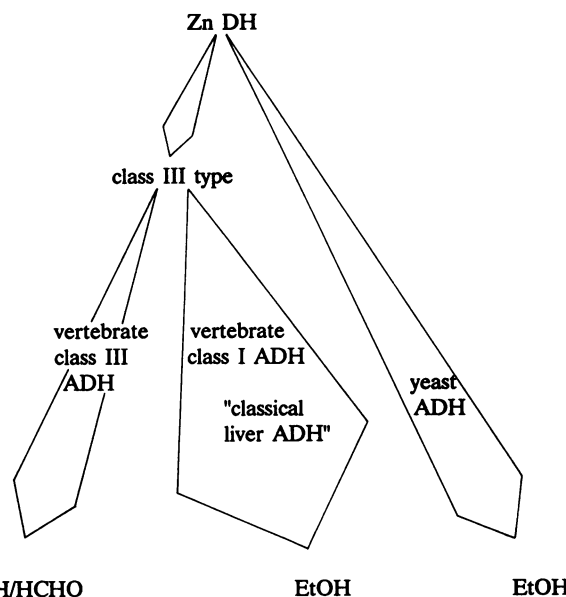 Zn DH
class III type
vertebrate
class III
ADH
vertebrate
class I ADH
"classical
liver ADH"
yeast
ADH
H/HCHO
EtOH
EtOH